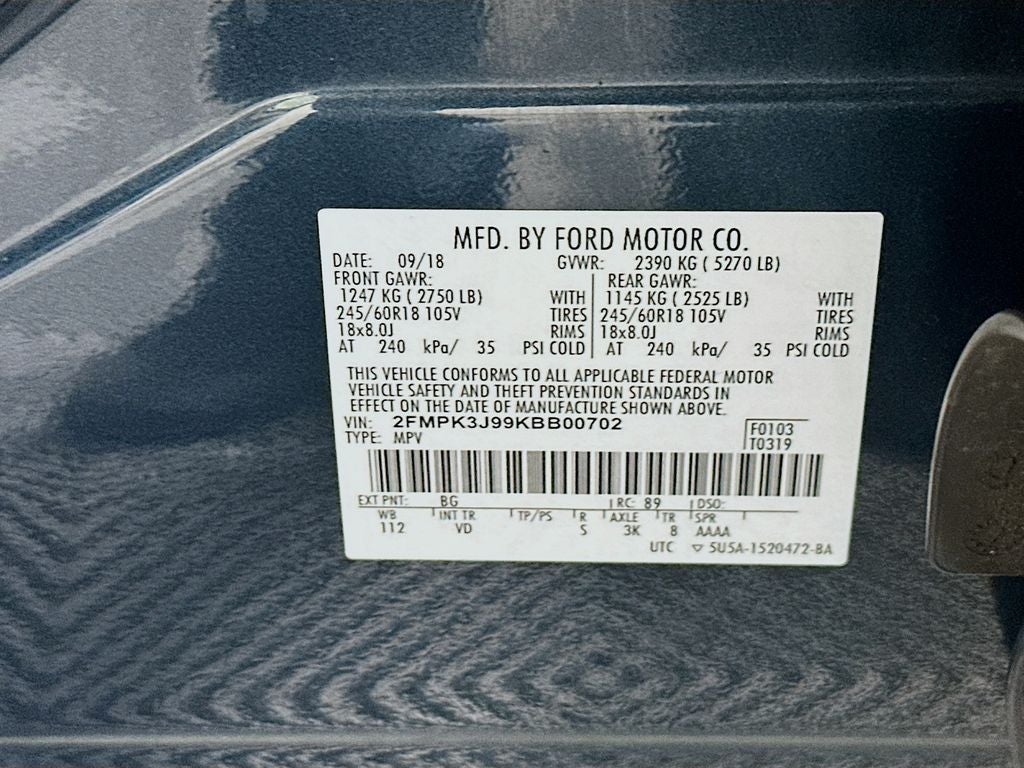 MFD. BY FORD MOTOR CO.
DATE: 09/18 GVWR: 2390 KG ( 5270 LB)
FRONT GAWR: REAR GAWR:
1247 KG ( 2750 LB) WITH 1145 KG ( 2525 LB) WITH
245/60R18 105V TIRES 245/60R18 105V TIRES
18x8.0J RIMS 18x8.0J RIMS
AT 240 kPa/ 35 PSI COLD AT 240 kPa/ 35 PSI COLD
THIS VEHICLE CONFORMS TO ALL APPLICABLE FEDERAL MOTOR
VEHICLE SAFETY AND THEFT PREVENTION STANDARDS IN
EFFECT ON THE DATE OF MANUFACTURE SHOWN ABOVE.
VIN: 2FMPK3J99KBB00702 F0103
TYPE: MPV T0319
EXT PNT: BG RC: 89 DSO:
WB INT TR TP/PS R AXLE TR SPR
112 VD S 3K 8 AAAA
UTC ▽ 5U5A-1520472-BA